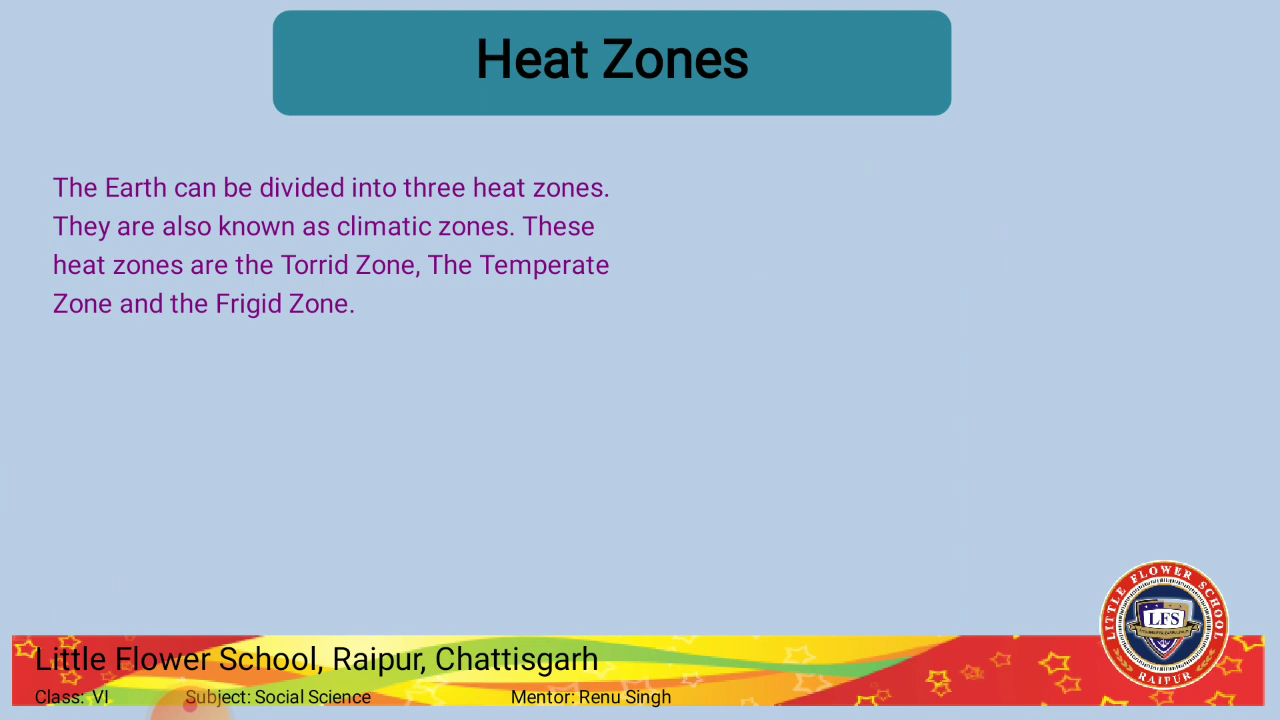 Heat Zones
The Earth can be divided into three heat zones.
They are also known as climatic zones. These
heat zones are the Torrid Zone, The Temperate
Zone and the Frigid Zone.
LITTLE FLOWER SCHOOL
LFS
RAIPUR
Little Flower School, Raipur, Chattisgarh
Class: VI Subject: Social Science Mentor: Renu Singh